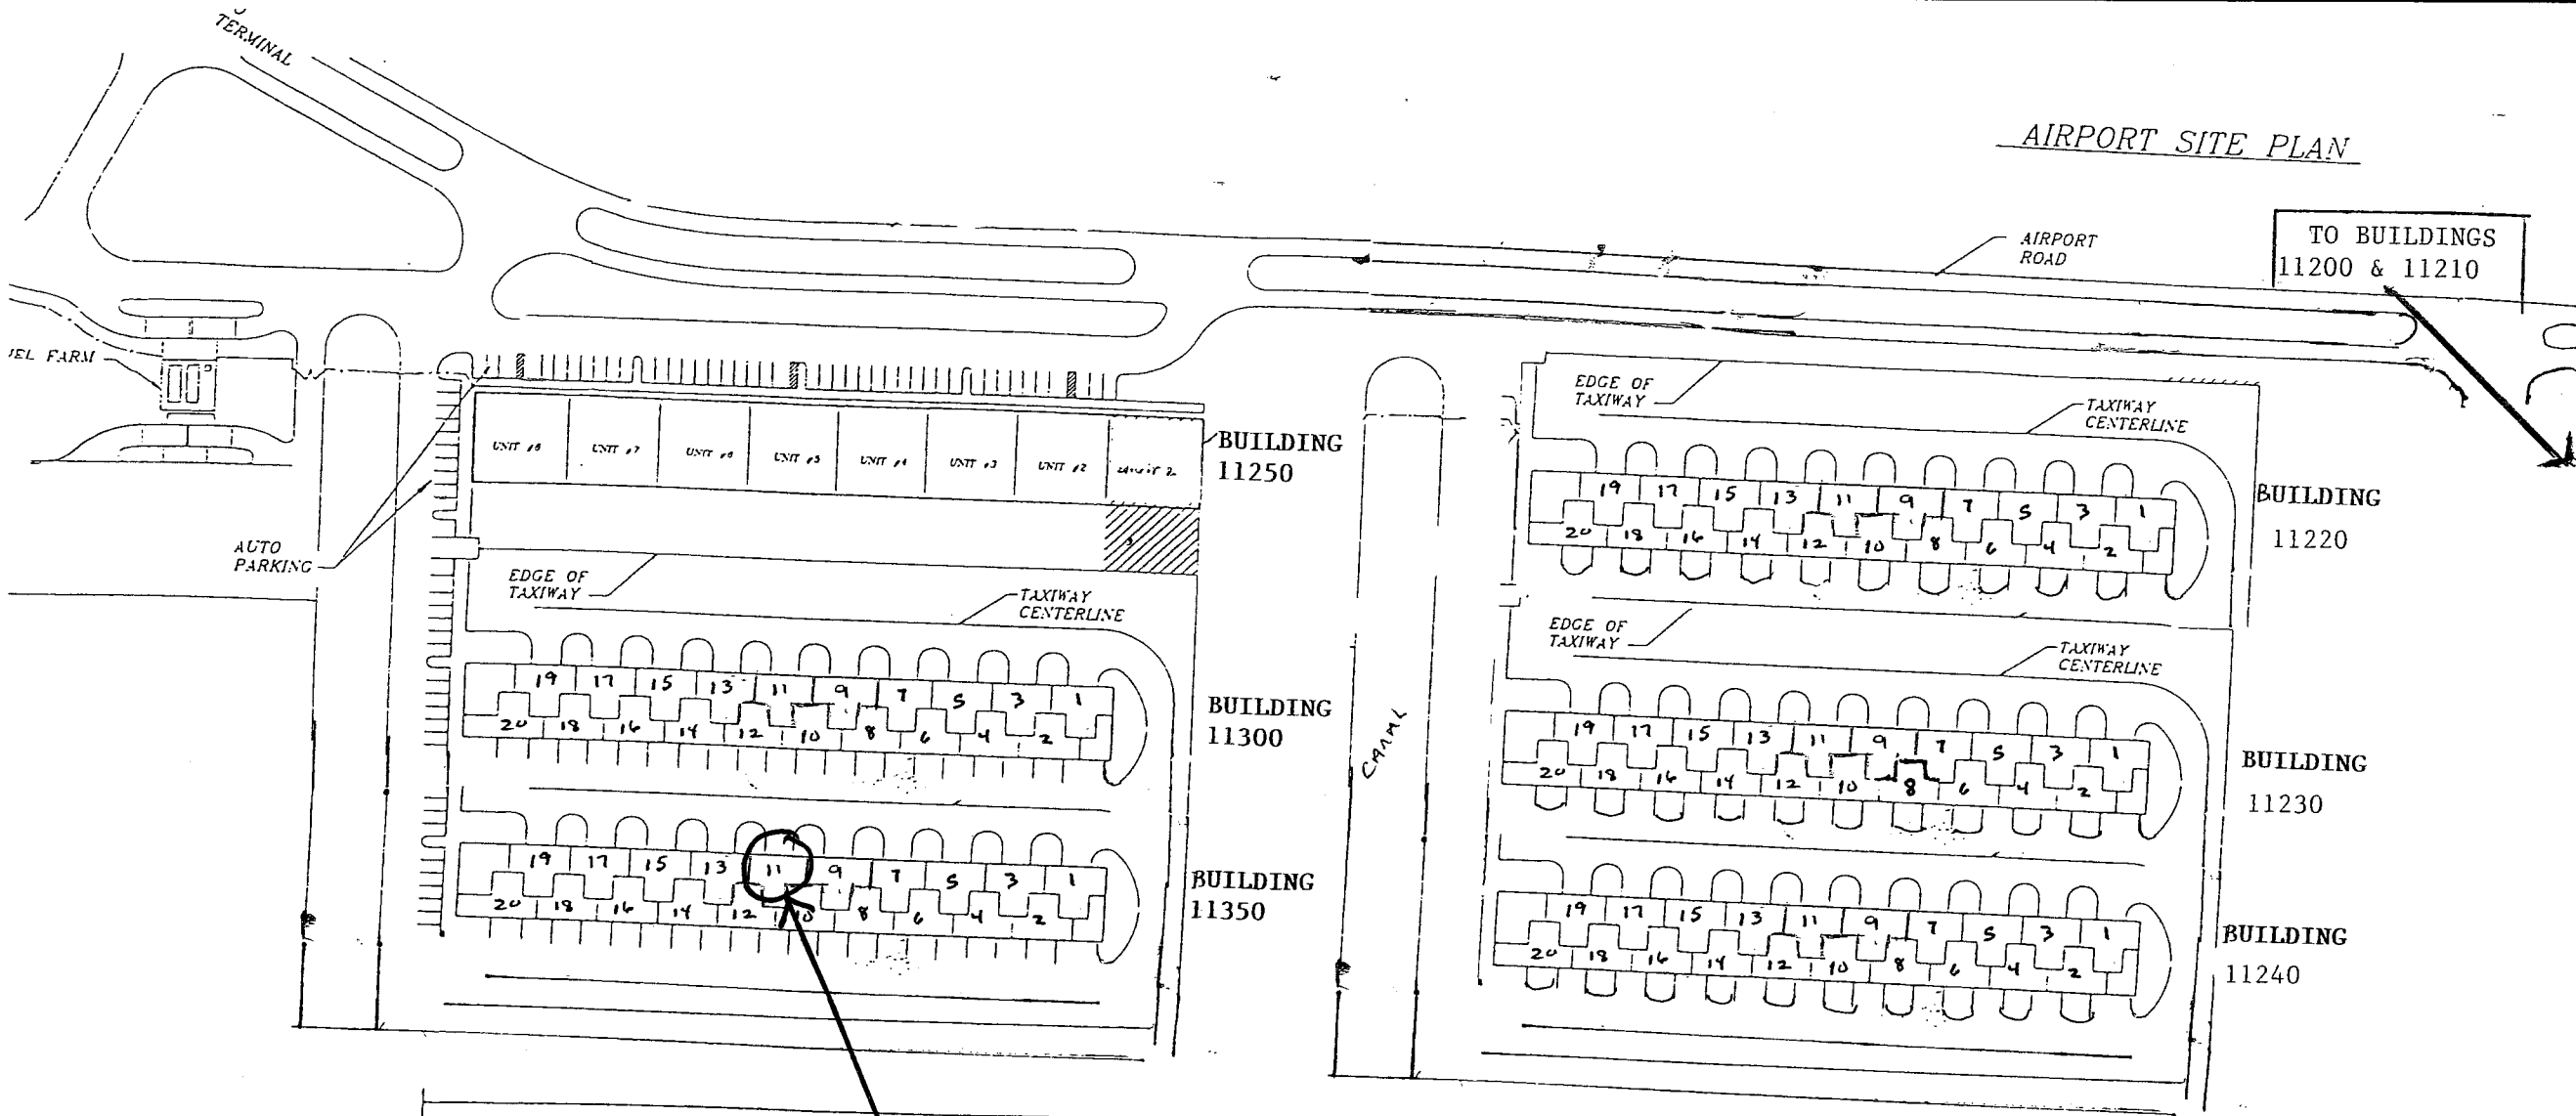 TERMINAL
AIRPORT SITE PLAN
AIRPORT
ROAD
TO BUILDINGS
11200 & 11210
UEL FARM
AUTO
PARKING
UNIT #8
UNIT #7
UNIT #6
UNIT #5
UNIT #4
UNIT #3
UNIT #2
BUILDING
11250
EDGE OF
TAXIWAY
TAXIWAY
CENTERLINE
19 17 15 13 11 9 7 5 3 1
20 18 16 14 12 10 8 6 4 2
BUILDING
11300
19 17 15 13 11 9 7 5 3 1
20 18 16 14 12 10 8 6 4 2
BUILDING
11350
CANAL
EDGE OF
TAXIWAY
TAXIWAY
CENTERLINE
19 17 15 13 11 9 7 5 3 1
20 18 16 14 12 10 8 6 4 2
BUILDING
11220
EDGE OF
TAXIWAY
TAXIWAY
CENTERLINE
19 17 15 13 11 9 7 5 3 1
20 18 16 14 12 10 8 6 4 2
BUILDING
11230
19 17 15 13 11 9 7 5 3 1
20 18 16 14 12 10 8 6 4 2
BUILDING
11240